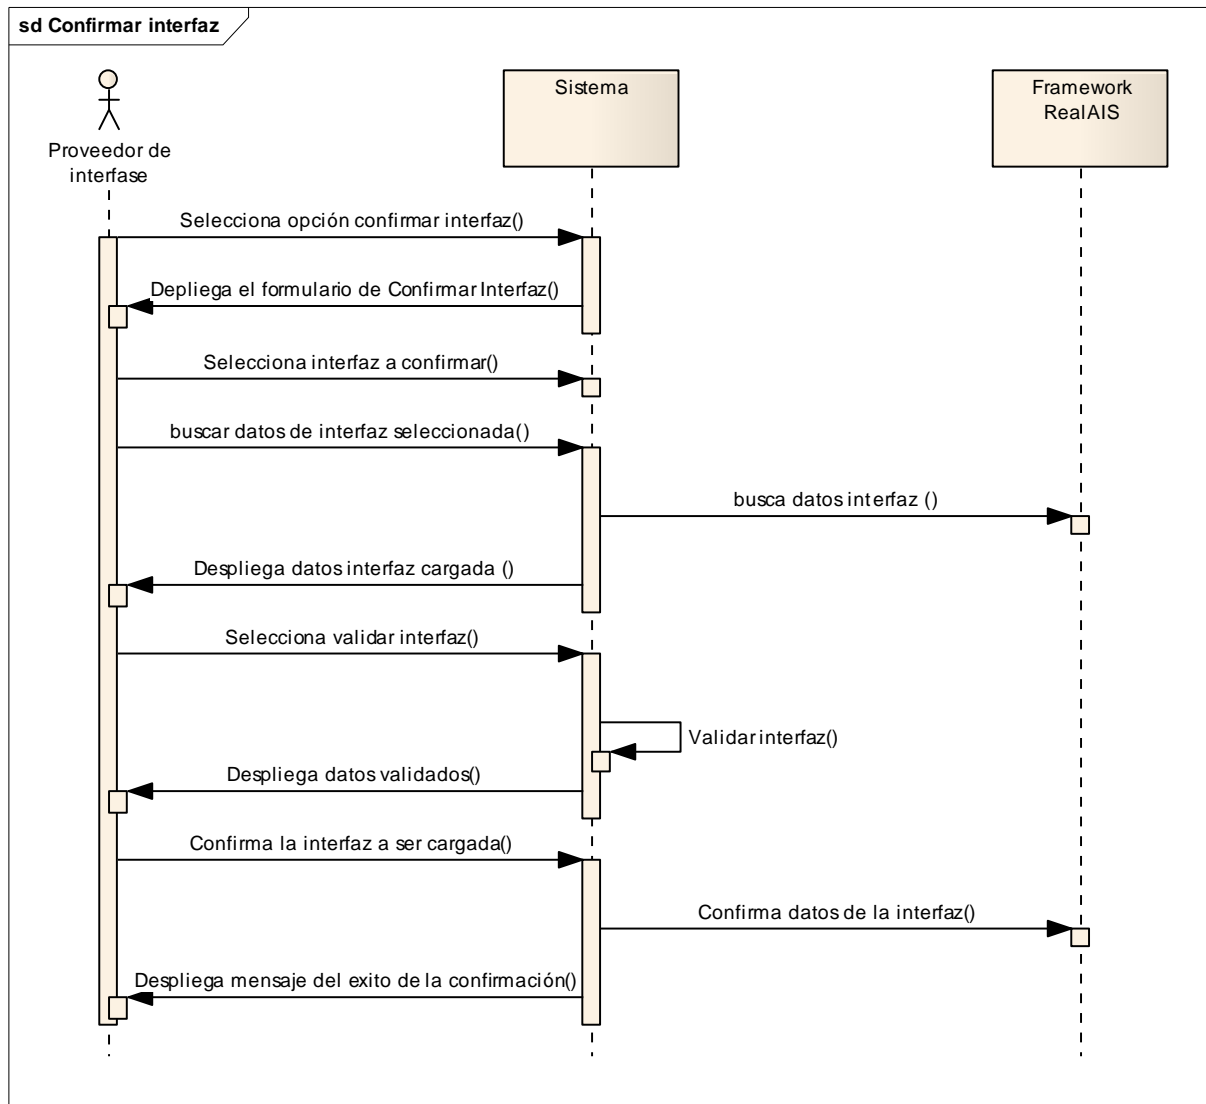 sd Confirmar interfaz
Proveedor de
interfase
Sistema
Framework
RealAIS
Selecciona opción confirmar interfaz()
Depliega el formulario de Confirmar Interfaz()
Selecciona interfaz a confirmar()
buscar datos de interfaz seleccionada()
busca datos interfaz ()
Despliega datos interfaz cargada ()
Selecciona validar interfaz()
Validar interfaz()
Despliega datos validados()
Confirma la interfaz a ser cargada()
Confirma datos de la interfaz()
Despliega mensaje del exito de la confirmación()